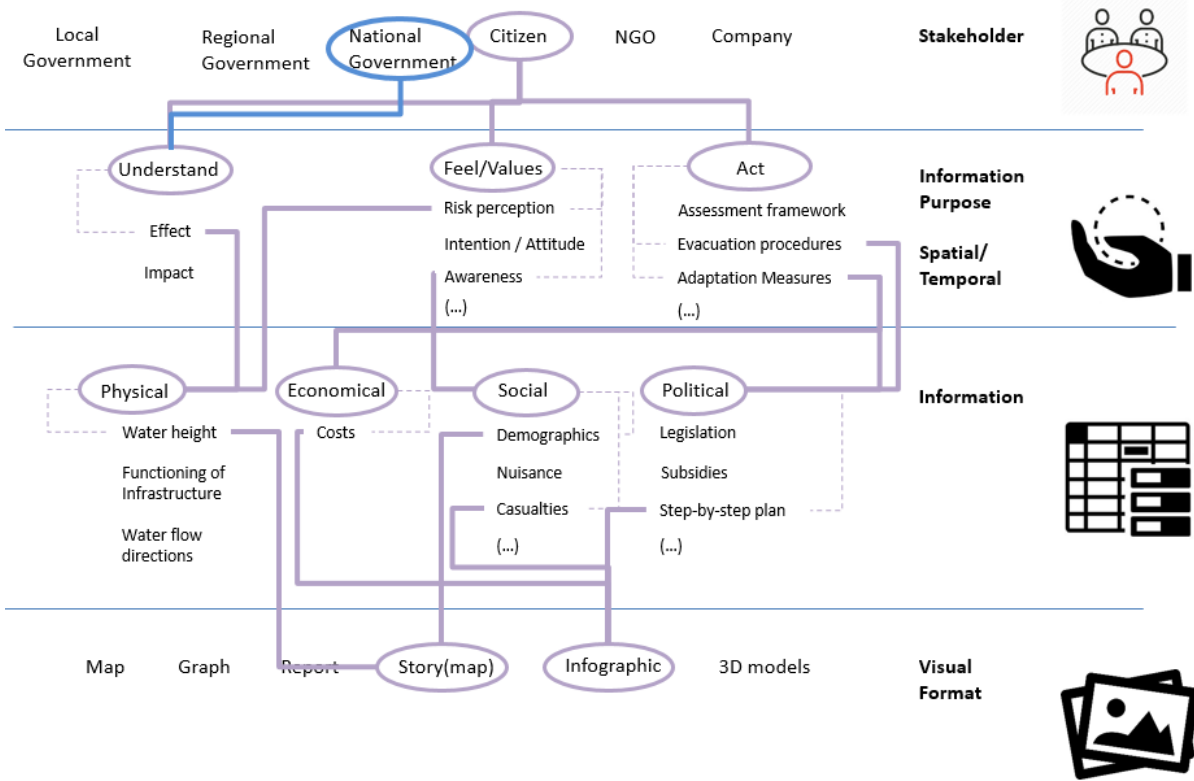 Local
Government
Regional
Government
National
Government
Citizen
NGO
Company
Stakeholder
Understand
Feel/Values
Act
Information
Purpose
Effect
Risk perception
Assessment framework
Impact
Intention / Attitude
Evacuation procedures
Spatial/
Temporal
Awareness
Adaptation Measures
(...)
(...)
Physical
Economical
Social
Political
Information
Water height
Costs
Demographics
Legislation
Functioning of
Infrastructure
Nuisance
Subsidies
Water flow
directions
Casualties
Step-by-step plan
(...)
(...)
Map
Graph
Report
Story(map)
Infographic
3D models
Visual
Format